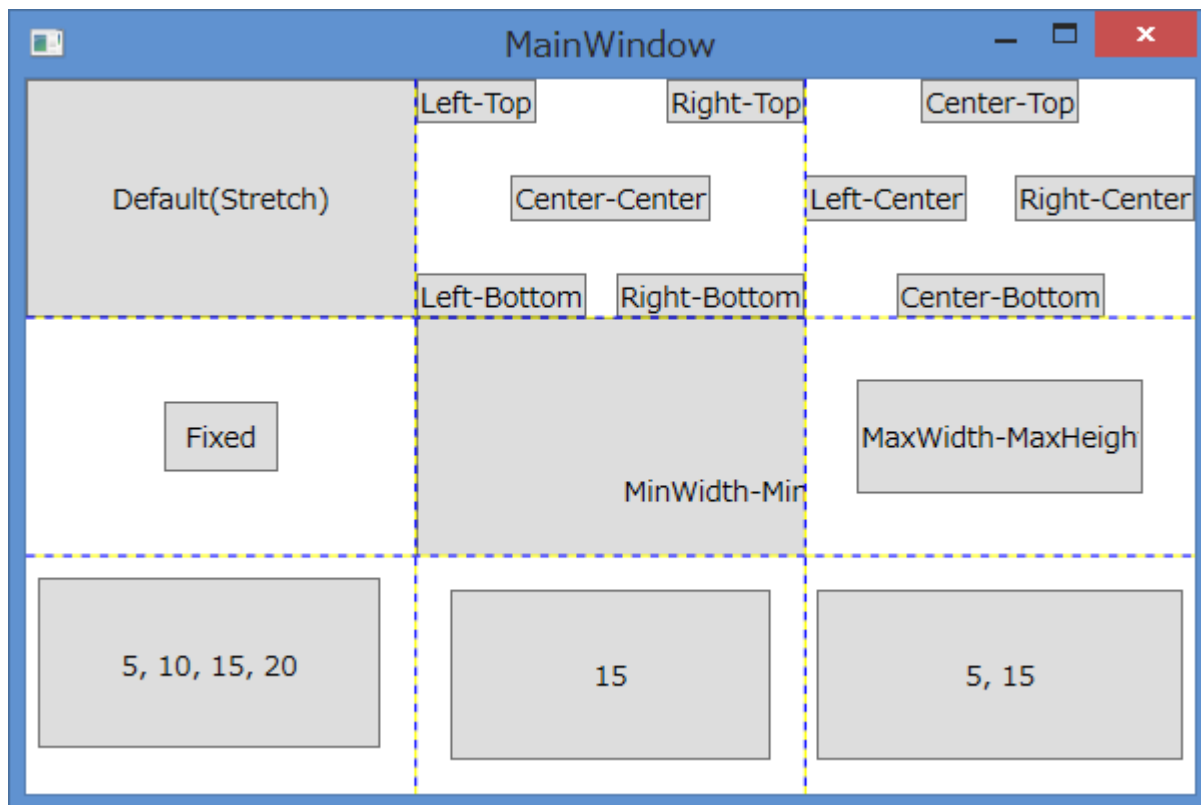 MainWindow
Left-Top Right-Top Center-Top
Default(Stretch) Center-Center Left-Center Right-Center
Left-Bottom Right-Bottom Center-Bottom
Fixed MaxWidth-MaxHeigh
MinWidth-Min
5, 10, 15, 20 15 5, 15